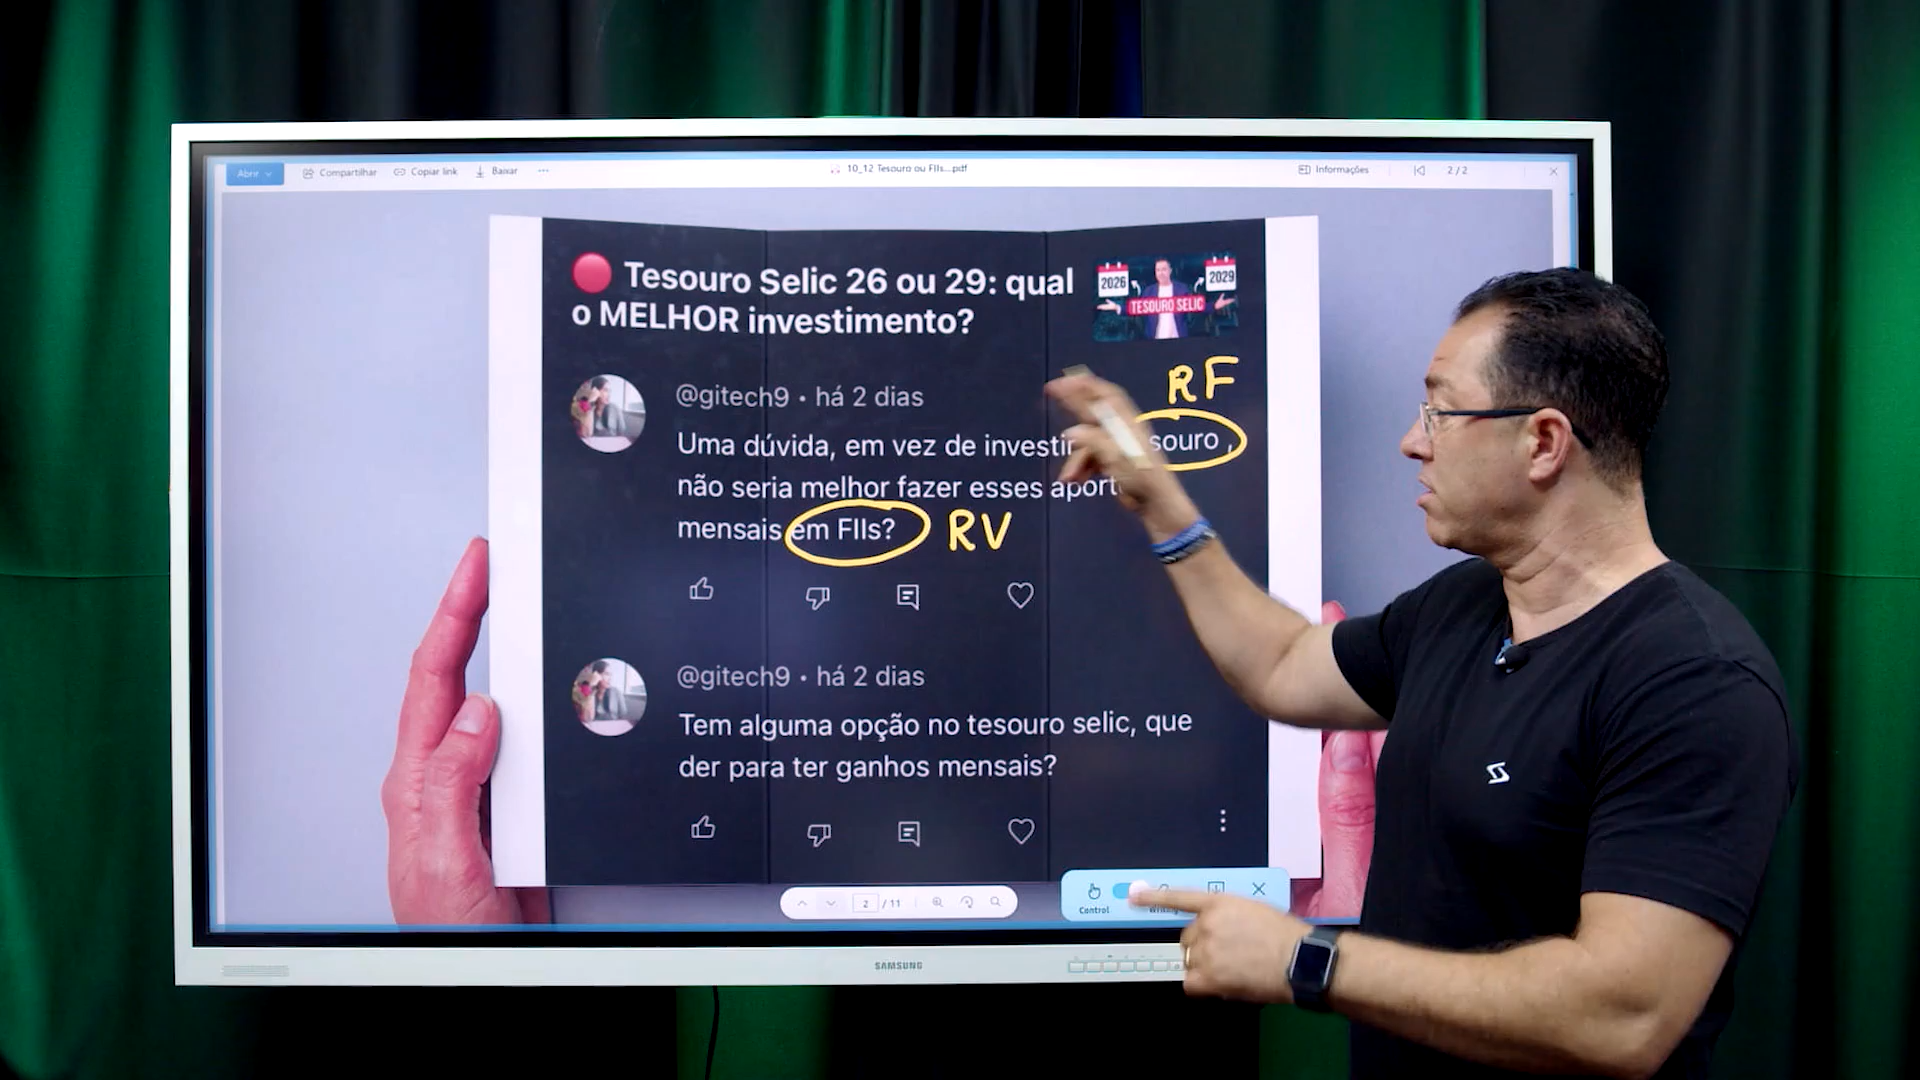 Abrir
Compartilhar
Copiar link
Baixar
10_12 Tesouro ou FIIs....pdf
Informações
2 / 2
Tesouro Selic 26 ou 29: qual
o MELHOR investimento?
2026
2029
TESOURO SELIC
RF
@gitech9 • há 2 dias
Uma dúvida, em vez de investir souro ,
não seria melhor fazer esses aport
mensais em FIIs? RV
@gitech9 • há 2 dias
Tem alguma opção no tesouro selic, que
der para ter ganhos mensais?
2 / 11
Control
SAMSUNG